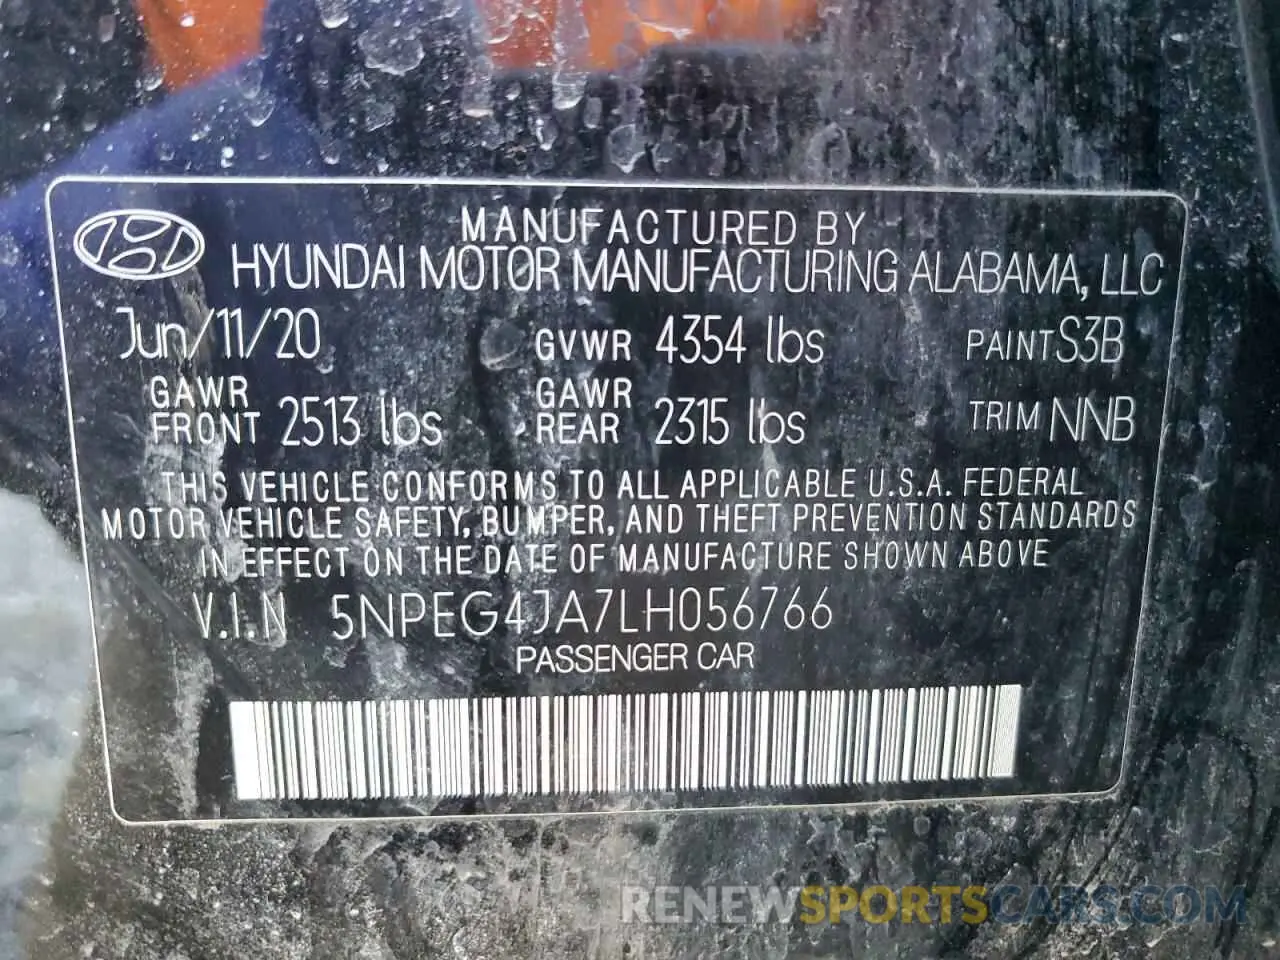 MANUFACTURED BY
HYUNDAI MOTOR MANUFACTURING ALABAMA, LLC
Jun/11/20 GVWR 4354 lbs PAINT S3B
GAWR FRONT 2513 lbs GAWR REAR 2315 lbs TRIM NNB
THIS VEHICLE CONFORMS TO ALL APPLICABLE U.S.A. FEDERAL
MOTOR VEHICLE SAFETY, BUMPER, AND THEFT PREVENTION STANDARDS
IN EFFECT ON THE DATE OF MANUFACTURE SHOWN ABOVE
V.I.N 5NPEG4JA7LH056766
PASSENGER CAR
RENEWSPORTSCARS.COM